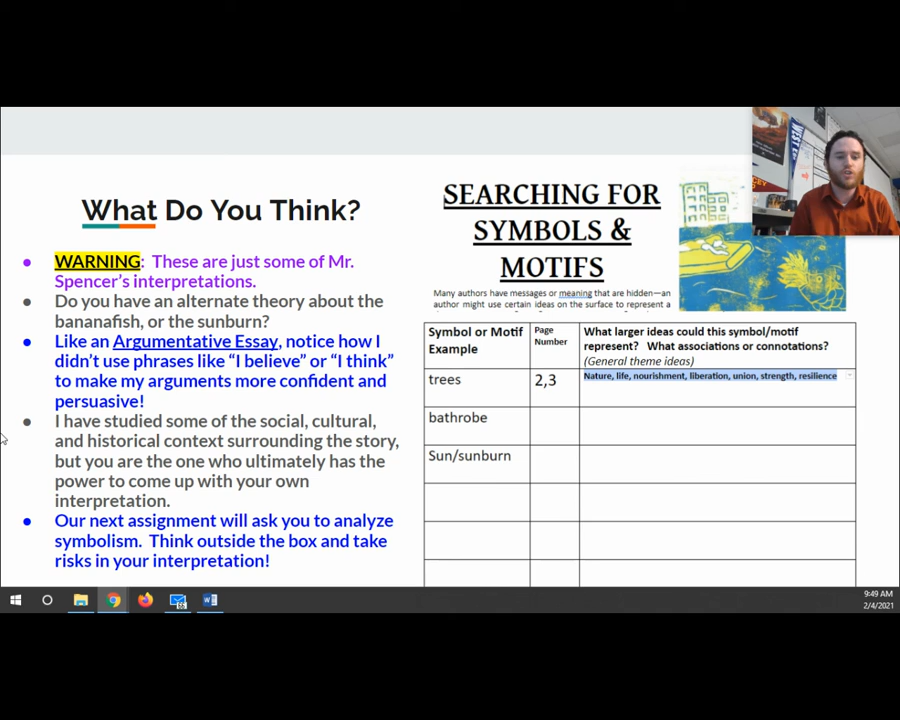 What Do You Think?
WARNING: These are just some of Mr.
Spencer's interpretations.
Do you have an alternate theory about the
bananafish, or the sunburn?
Like an Argumentative Essay, notice how I
didn't use phrases like "I believe" or "I think"
to make my arguments more confident and
persuasive!
I have studied some of the social, cultural,
and historical context surrounding the story,
but you are the one who ultimately has the
power to come up with your own
interpretation.
Our next assignment will ask you to analyze
symbolism. Think outside the box and take
risks in your interpretation!
SEARCHING FOR
SYMBOLS &
MOTIFS
Many authors have messages or meaning that are hidden—an
author might use certain ideas on the surface to represent a
Symbol or Motif
Example
Page
Number
What larger ideas could this symbol/motif
represent? What associations or connotations?
(General theme ideas)
trees
2,3
Nature, life, nourishment, liberation, union, strength, resilience
bathrobe
Sun/sunburn
9:49 AM
2/4/2021